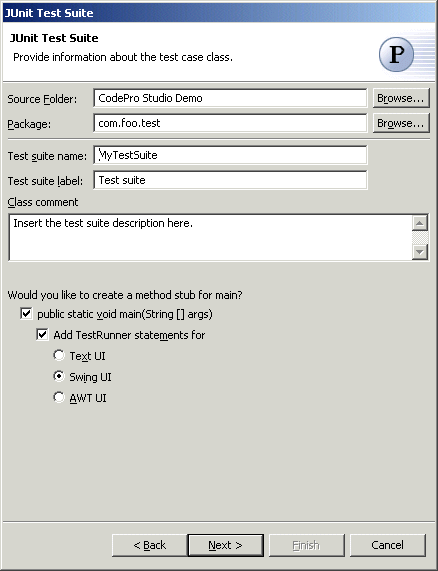 JUnit Test Suite
JUnit Test Suite
Provide information about the test case class.
P
Source Folder: CodePro Studio Demo Browse...
Package: com.foo.test Browse...
Test suite name: MyTestSuite
Test suite label: Test suite
Class comment
Insert the test suite description here.
Would you like to create a method stub for main?
public static void main(String [] args)
Add TestRunner statements for
Text UI
Swing UI
AWT UI
< Back Next > Finish Cancel